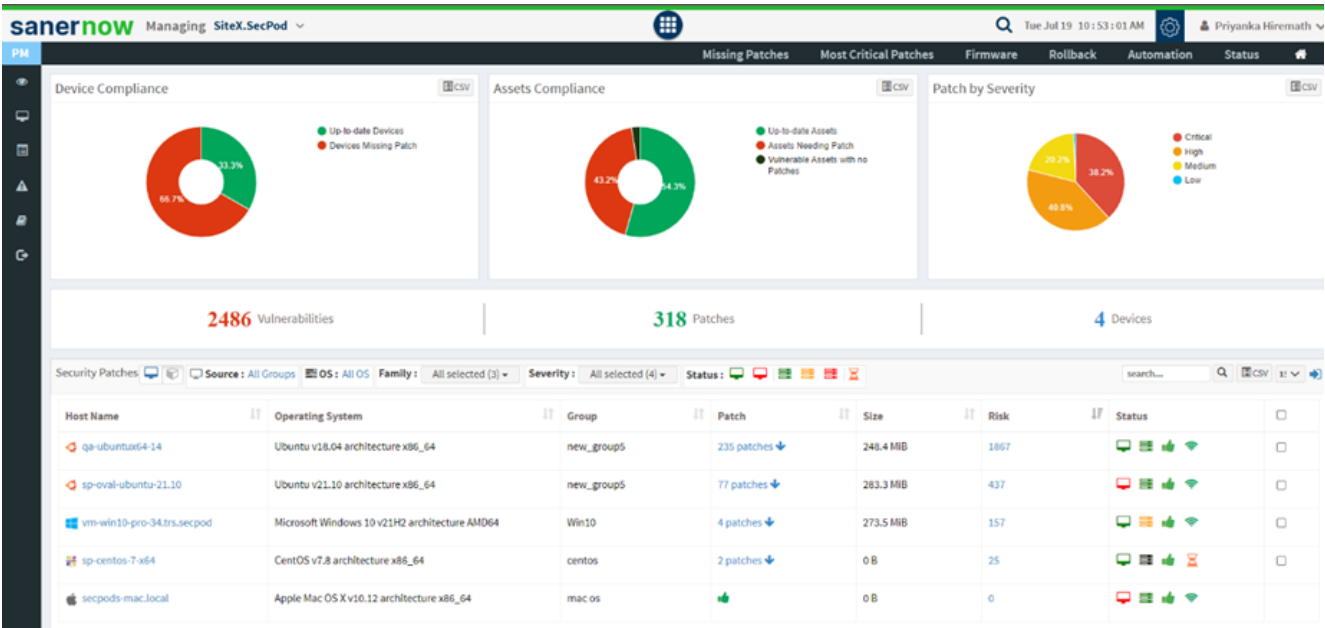 sanernow Managing SiteX.SecPod Tue Jul 19 10:53:01 AM Priyanka Hiremath
PM Missing Patches Most Critical Patches Firmware Rollback Automation Status
Device Compliance CSV Assets Compliance CSV Patch by Severity CSV
Up-to-date Devices
Devices Missing Patch
33.3%
66.7%
Up-to-date Assets
Assets Needing Patch
Vulnerable Assets with no
Patches
43.2%
54.3%
Critical
High
Medium
Low
20.2%
38.2%
40.8%
2486 Vulnerabilities 318 Patches 4 Devices
Security Patches Source : All Groups OS : All OS Family : All selected (3) Severity : All selected (4) Status : search... CSV
Host Name Operating System Group Patch Size Risk Status
qa-ubuntux64-14 Ubuntu v18.04 architecture x86_64 new_group5 235 patches 248.4 MiB 1867
sp-oval-ubuntu-21.10 Ubuntu v21.10 architecture x86_64 new_group5 77 patches 283.3 MiB 437
vm-win10-pro-34.trs.secpod Microsoft Windows 10 v21H2 architecture AMD64 Win10 4 patches 273.5 MiB 157
sp-centos-7-x64 CentOS v7.8 architecture x86_64 centos 2 patches 0 B 25
secpods-mac.local Apple Mac OS X v10.12 architecture x86_64 mac os 0 B 0